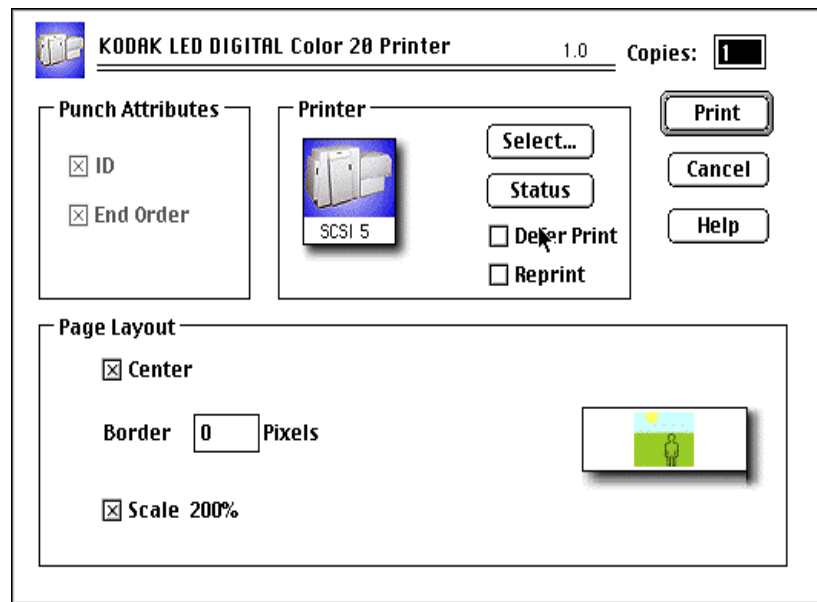 KODAK LED DIGITAL Color 20 Printer 1.0 Copies: 1
Punch Attributes
ID
End Order
Printer
SCSI 5
Select...
Status
Defer Print
Reprint
Print
Cancel
Help
Page Layout
Center
Border 0 Pixels
Scale 200%